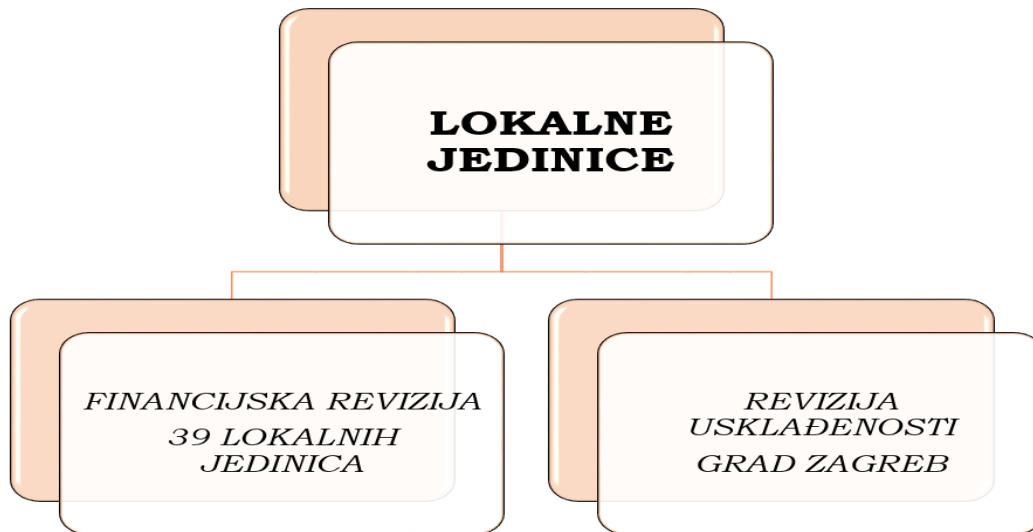 LOKALNE
JEDINICE
FINANCIJSKA REVIZIJA
39 LOKALNIH
JEDINICA
REVIZIJA
USKLAĐENOSTI
GRAD ZAGREB